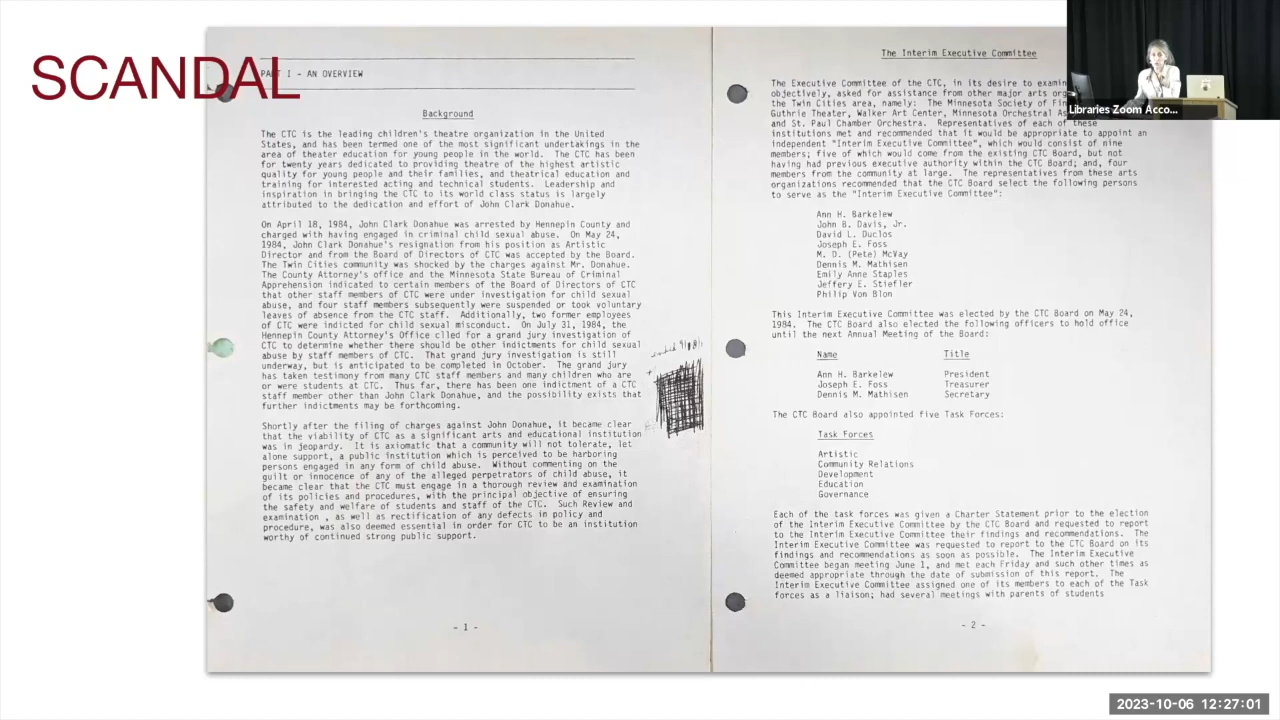 SCANDAL
PART I - AN OVERVIEW
Background
The CTC is the leading children's theatre organization in the United
States, and has been termed one of the most significant undertakings in the
area of theater education for young people in the world. The CTC has been
for twenty years dedicated to providing theatre of the highest artistic
quality for young people and their families, and theatrical education and
training for interested acting and technical students. Leadership and
inspiration in bringing the CTC to its world class status is largely
attributed to the dedication and effort of John Clark Donahue.
On April 18, 1984, John Clark Donahue was arrested by Hennepin County and
charged with having engaged in criminal child sexual abuse. On May 24,
1984, John Clark Donahue's resignation from his position as Artistic
Director and from the Board of Directors of CTC was accepted by the Board.
The Twin Cities community was shocked by the charges against Mr. Donahue.
The County Attorney's office and the Minnesota State Bureau of Criminal
Apprehension indicated to certain members of the Board of Directors of CTC
that other staff members of CTC were under investigation for child sexual
abuse, and four staff members subsequently were suspended or took voluntary
leaves of absence from the CTC staff. Additionally, two former employees
of CTC were indicted for child sexual misconduct. On July 31, 1984, the
Hennepin County Attorney's Office clled for a grand jury investigation of
CTC to determine whether there should be other indictments for child sexual
abuse by staff members of CTC. That grand jury investigation is still
underway, but is anticipated to be completed in October. The grand jury
has taken testimony from many CTC staff members and many children who are
or were students at CTC. Thus far, there has been one indictment of a CTC
staff member other than John Clark Donahue, and the possibility exists that
further indictments may be forthcoming.
Shortly after the filing of charges against John Donahue, it became clear
that the viability of CTC as a significant arts and educational institution
was in jeopardy. It is axiomatic that a community will not tolerate, let
alone support, a public institution which is perceived to be harboring
persons engaged in any form of child abuse. Without commenting on the
guilt or innocence of any of the alleged perpetrators of child abuse, it
became clear that the CTC must engage in a thorough review and examination
of its policies and procedures, with the principal objective of ensuring
the safety and welfare of students and staff of the CTC. Such Review and
examination , as well as rectification of any defects in policy and
procedure, was also deemed essential in order for CTC to be an institution
worthy of continued strong public support.
- 1 -
The Interim Executive Committee
The Executive Committee of the CTC, in its desire to
objectively, asked for assistance from other major arts
the Twin Cities area, namely: The Minnesota Society of
Guthrie Theater, Walker Art Center, Minnesota Orchestral
and St. Paul Chamber Orchestra. Representatives of each of these
institutions met and recommended that it would be appropriate to appoint an
independent "Interim Executive Committee", which would consist of nine
members; five of which would come from the existing CTC Board, but not
having had previous executive authority within the CTC Board; and, four
members from the community at large. The representatives from these arts
organizations recommended that the CTC Board select the following persons
to serve as the "Interim Executive Committee":
Ann H. Barkelew
John B. Davis, Jr.
David L. Duclos
Joseph E. Foss
M. D. (Pete) McVay
Dennis M. Mathisen
Emily Anne Staples
Jeffery E. Stiefler
Philip Von Blon
This Interim Executive Committee was elected by the CTC Board on May 24,
1984. The CTC Board also elected the following officers to hold office
until the next Annual Meeting of the Board:
Name Title
Ann H. Barkelew President
Joseph E. Foss Treasurer
Dennis M. Mathisen Secretary
The CTC Board also appointed five Task Forces:
Task Forces
Artistic
Community Relations
Development
Education
Governance
Each of the task forces was given a Charter Statement prior to the election
of the Interim Executive Committee by the CTC Board and requested to report
to the Interim Executive Committee their findings and recommendations. The
Interim Executive Committee was requested to report to the CTC Board on its
findings and recommendations as soon as possible. The Interim Executive
Committee began meeting June 1, and met each Friday and such other times as
deemed appropriate through the date of submission of this report. The
Interim Executive Committee assigned one of its members to each of the Task
forces as a liaison; had several meetings with parents of students
- 2 -
Libraries Zoom Acco...
2023-10-06 12:27:01